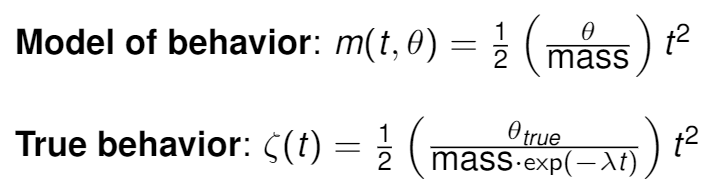 Model of behavior: m(t, θ) = 1/2 (θ/mass) t²
True behavior: ζ(t) = 1/2 (θ_true/mass·exp(−λt)) t²